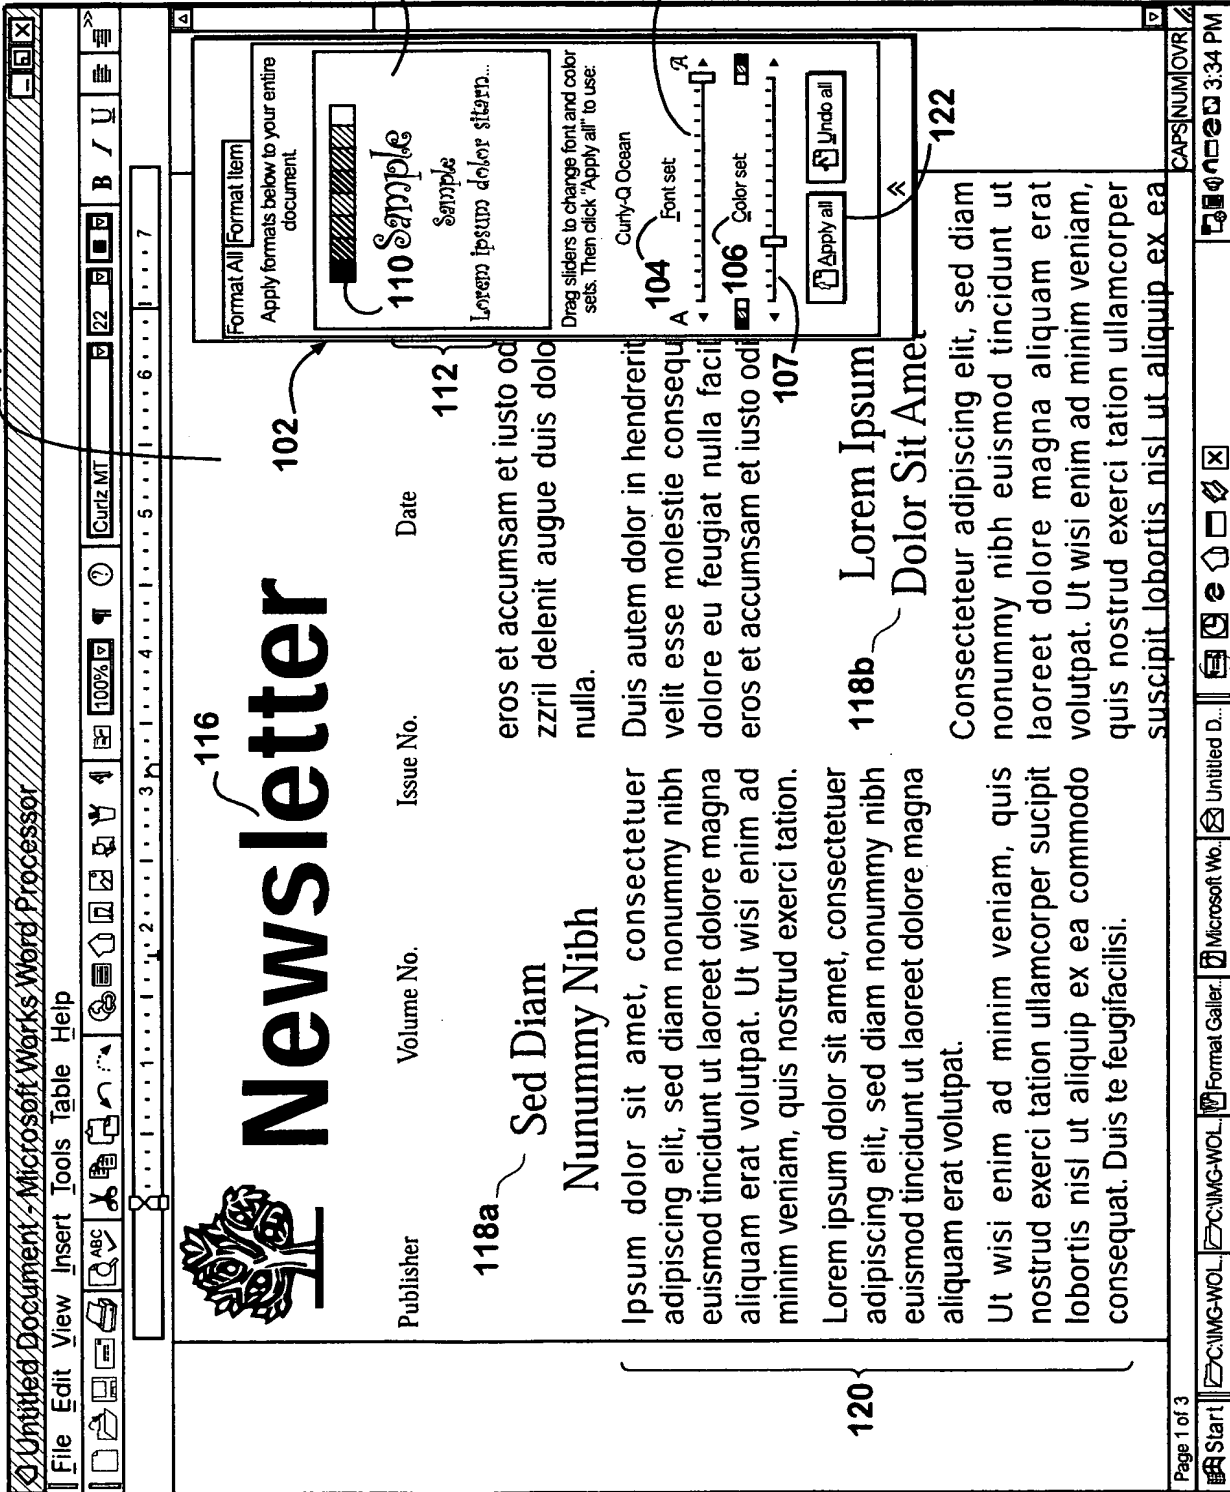 Untitled Document - Microsoft Works Word Processor
File Edit View Insert Tools Table Help
ABC
100%
Curlz MT
22
B I U
1 2 3 4 5 6 7
Newsletter
116
Publisher
Volume No.
Issue No.
Date
118a
Sed Diam
Nunummy Nibh
Ipsum dolor sit amet, consectetuer
adipiscing elit, sed diam nonummy nibh
euismod tincidunt ut laoreet dolore magna
aliquam erat volutpat. Ut wisi enim ad
minim veniam, quis nostrud exerci tation.
Lorem ipsum dolor sit amet, consectetuer
adipiscing elit, sed diam nonummy nibh
euismod tincidunt ut laoreet dolore magna
aliquam erat volutpat.
Ut wisi enim ad minim veniam, quis
nostrud exerci tation ullamcorper sucipit
lobortis nisl ut aliquip ex ea commodo
consequat. Duis te feugifacilisi.
120
eros et accumsam et iusto od
zzril delenit augue duis dolo
nulla.
Duis autem dolor in hendrerit
velit esse molestie consequ
dolore eu feugiat nulla facil
eros et accumsam et iusto odi
118b
Lorem Ipsum
Dolor Sit Amet
Consecteteur adipiscing elit, sed diam
nonummy nibh euismod tincidunt ut
laoreet dolore magna aliquam erat
volutpat. Ut wisi enim ad minim veniam,
quis nostrud exerci tation ullamcorper
suscipit lobortis nisl ut aliquip ex ea
102
112
Format All Format Item
Apply formats below to your entire
document.
110
Sample
Sample
Lorem ipsum dolor sitam...
Drag sliders to change font and color
sets. Then click "Apply all" to use:
Curly-Q Ocean
104
Font set
A A
106
Color set
107
Apply all
Undo all
122
Page 1 of 3
CAPS NUM OVR
Start
C:\IMG-WOL..
C:\IMG-WOL..
Format Galler..
Microsoft Wo..
Untitled D...
3:34 PM